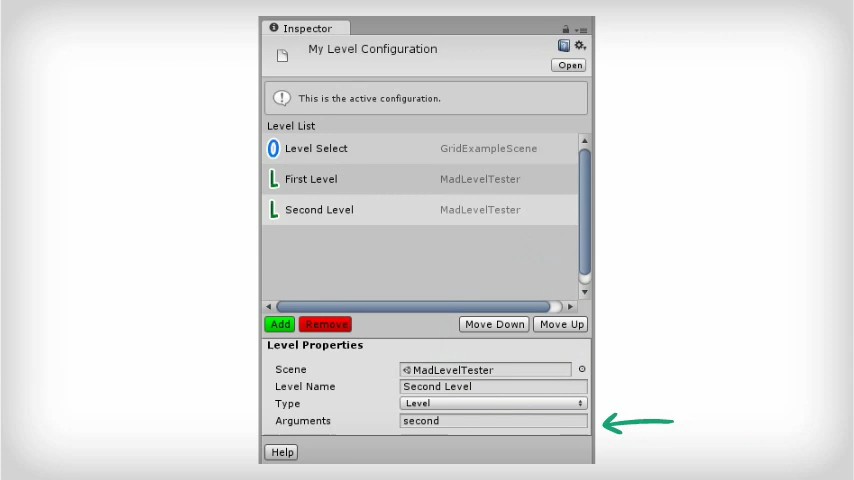 Inspector
My Level Configuration
Open
This is the active configuration.
Level List
O Level Select GridExampleScene
L First Level MadLevelTester
L Second Level MadLevelTester
Add Remove Move Down Move Up
Level Properties
Scene MadLevelTester
Level Name Second Level
Type Level
Arguments second
Help